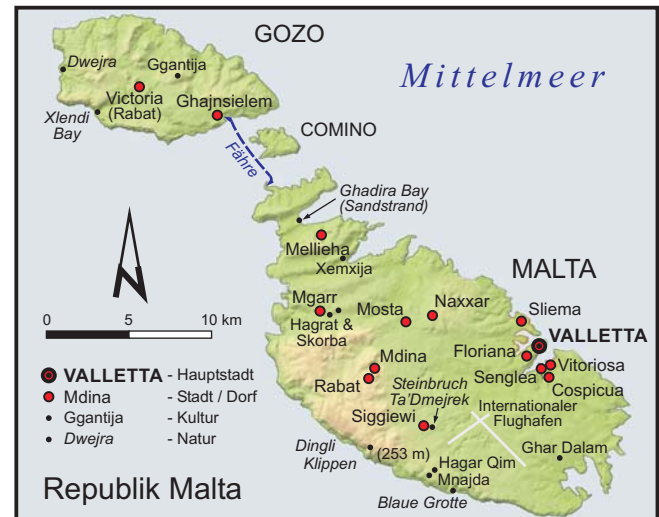 GOZO
Dwejra
Ggantija
Mittelmeer
Victoria
(Rabat)
Ghajnsielem
Xlendi
Bay
COMINO
Fähre
Ghadira Bay
(Sandstrand)
Mellieha
Xemxija
MALTA
N
Mgarr
Hagrat &
Skorba
Mosta
Naxxar
Sliema
0 5 10 km
VALLETTA
Floriana
Vitoriosa
Senglea
Cospicua
Mdina
Rabat
Steinbruch
Ta'Dmejrek
VALLETTA - Hauptstadt
Mdina - Stadt / Dorf
Ggantija - Kultur
Dwejra - Natur
Siggiewi
Internationaler
Flughafen
Dingli
Klippen
(253 m)
Ghar Dalam
Hagar Qim
Mnajda
Blaue Grotte
Republik Malta